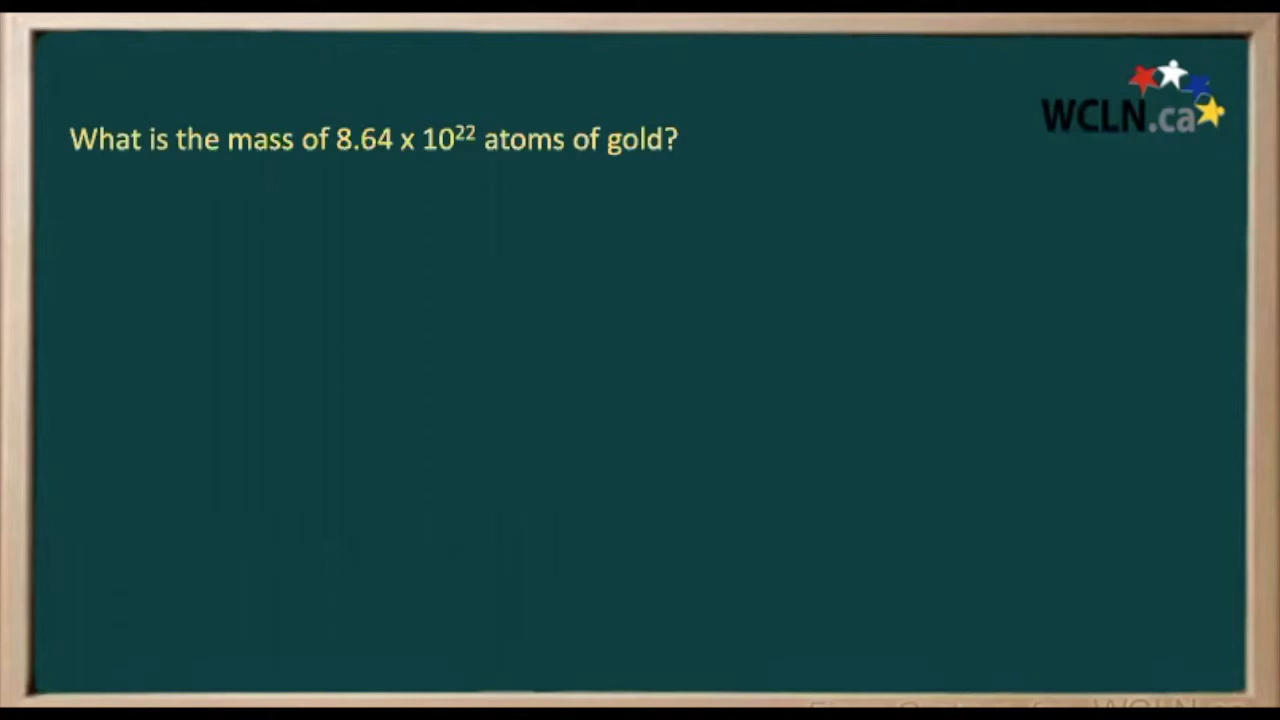 WCLN.ca
What is the mass of 8.64 x 10²² atoms of gold?